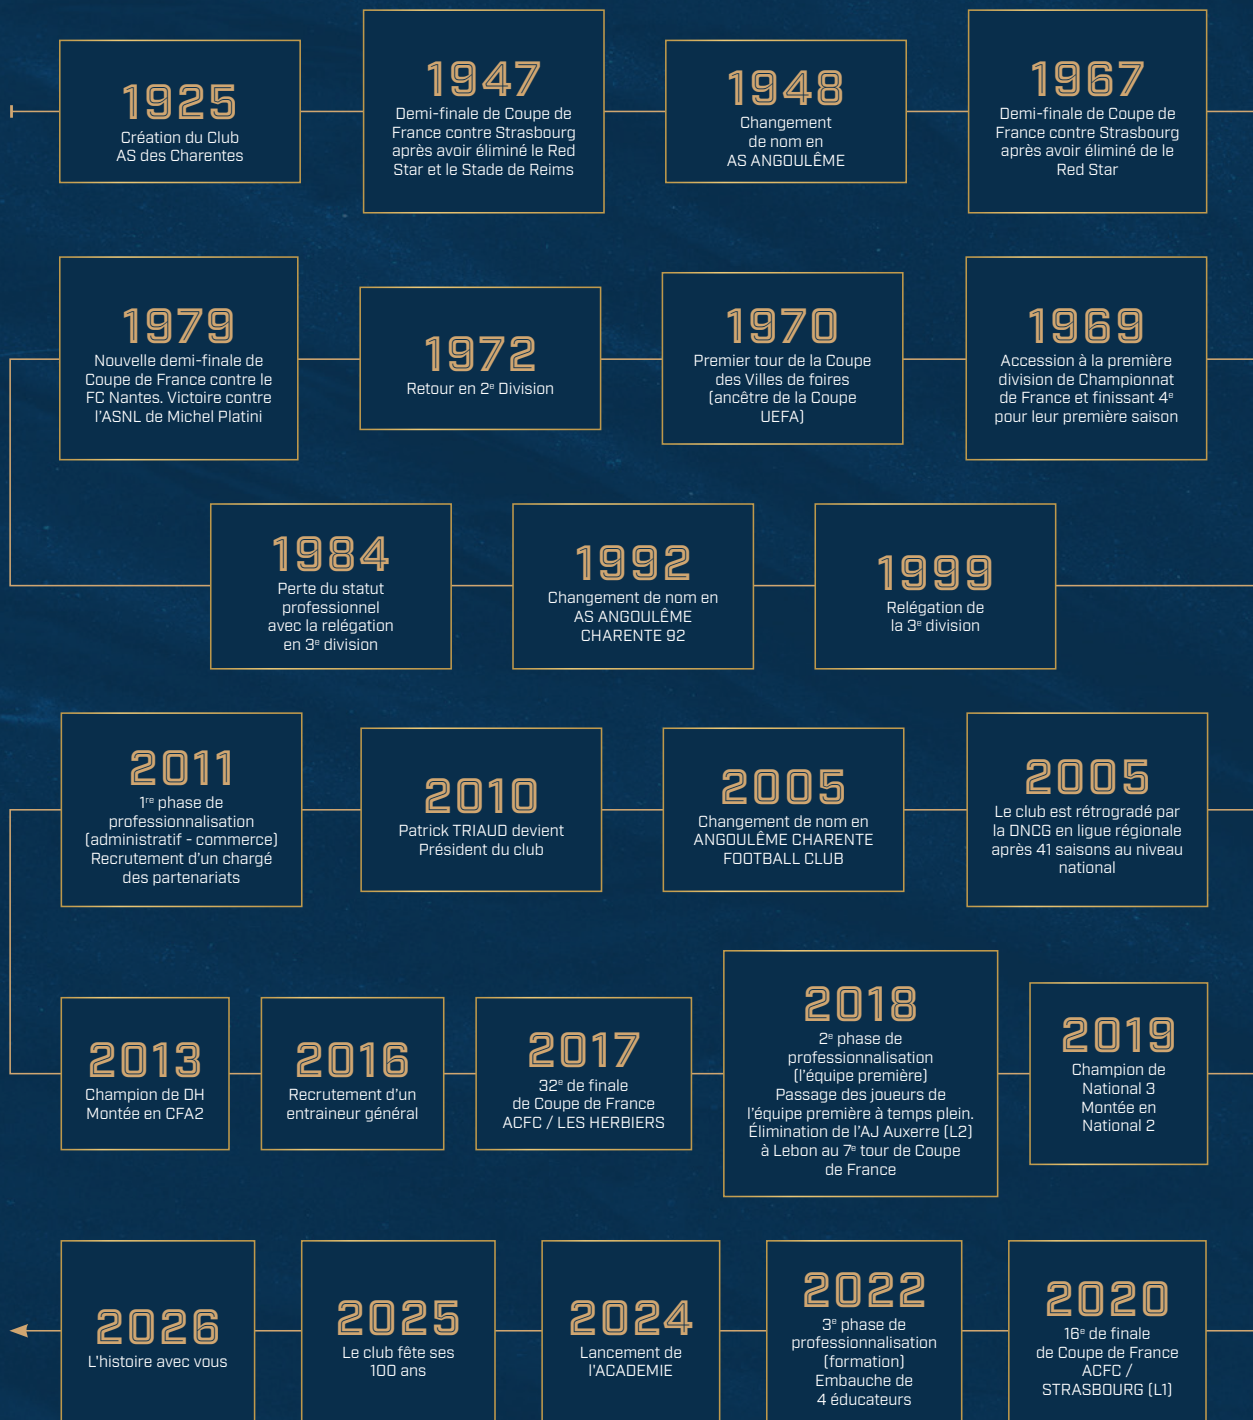 1925
Création du Club
AS des Charentes
1947
Demi-finale de Coupe de
France contre Strasbourg
après avoir éliminé le Red
Star et le Stade de Reims
1948
Changement
de nom en
AS ANGOULÊME
1967
Demi-finale de Coupe de
France contre Strasbourg
après avoir éliminé de le
Red Star
1969
Accession à la première
division de Championnat
de France et finissant 4e
pour leur première saison
1970
Premier tour de la Coupe
des Villes de foires
(ancêtre de la Coupe
UEFA)
1972
Retour en 2e Division
1979
Nouvelle demi-finale de
Coupe de France contre le
FC Nantes. Victoire contre
l'ASNL de Michel Platini
1984
Perte du statut
professionnel
avec la relégation
en 3e division
1992
Changement de nom en
AS ANGOULÊME
CHARENTE 92
1999
Relégation de
la 3e division
2005
Le club est rétrogradé par
la DNCG en ligue régionale
après 41 saisons au niveau
national
2005
Changement de nom en
ANGOULÊME CHARENTE
FOOTBALL CLUB
2010
Patrick TRIAUD devient
Président du club
2011
1re phase de
professionnalisation
(administratif - commerce)
Recrutement d'un chargé
des partenariats
2013
Champion de DH
Montée en CFA2
2016
Recrutement d'un
entraineur général
2017
32e de finale
de Coupe de France
ACFC / LES HERBIERS
2018
2e phase de
professionnalisation
(l'équipe première)
Passage des joueurs de
l'équipe première à temps plein.
Élimination de l'AJ Auxerre (L2)
à Lebon au 7e tour de Coupe
de France
2019
Champion de
National 3
Montée en
National 2
2020
16e de finale
de Coupe de France
ACFC /
STRASBOURG (L1)
2022
3e phase de
professionnalisation
(formation)
Embauche de
4 éducateurs
2024
Lancement de
l'ACADEMIE
2025
Le club fête ses
100 ans
2026
L'histoire avec vous